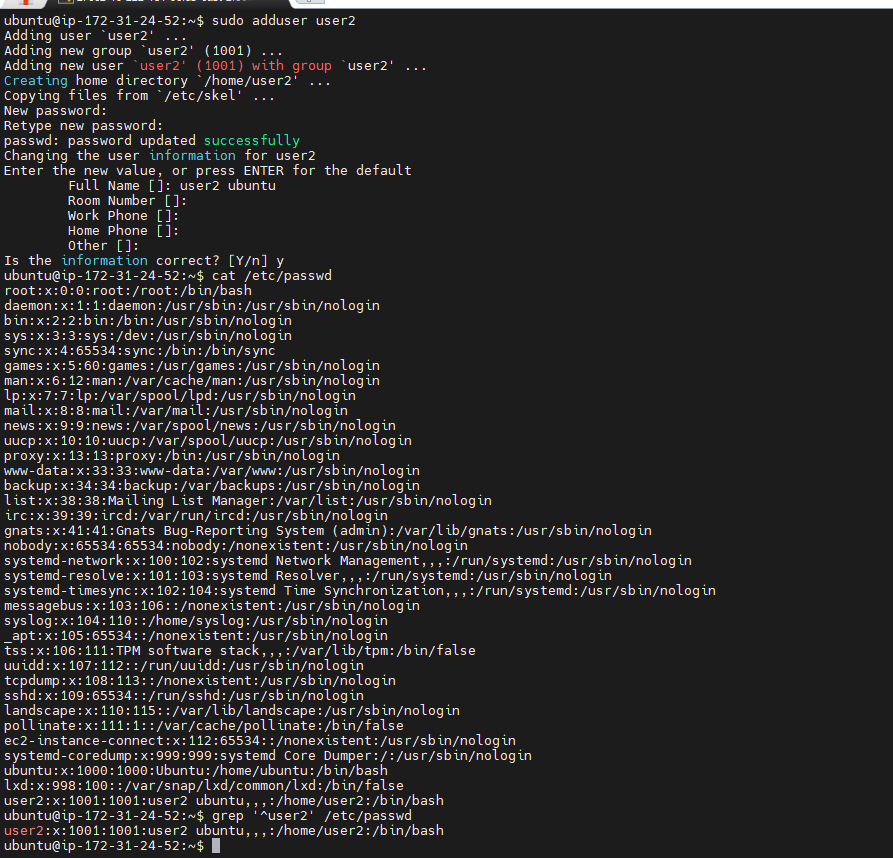 ubuntu@ip-172-31-24-52:~$ sudo adduser user2
Adding user `user2' ...
Adding new group `user2' (1001) ...
Adding new user `user2' (1001) with group `user2' ...
Creating home directory `/home/user2' ...
Copying files from `/etc/skel' ...
New password:
Retype new password:
passwd: password updated successfully
Changing the user information for user2
Enter the new value, or press ENTER for the default
        Full Name []: user2 ubuntu
        Room Number []:
        Work Phone []:
        Home Phone []:
        Other []:
Is the information correct? [Y/n] y
ubuntu@ip-172-31-24-52:~$ cat /etc/passwd
root:x:0:0:root:/root:/bin/bash
daemon:x:1:1:daemon:/usr/sbin:/usr/sbin/nologin
bin:x:2:2:bin:/bin:/usr/sbin/nologin
sys:x:3:3:sys:/dev:/usr/sbin/nologin
sync:x:4:65534:sync:/bin:/bin/sync
games:x:5:60:games:/usr/games:/usr/sbin/nologin
man:x:6:12:man:/var/cache/man:/usr/sbin/nologin
lp:x:7:7:lp:/var/spool/lpd:/usr/sbin/nologin
mail:x:8:8:mail:/var/mail:/usr/sbin/nologin
news:x:9:9:news:/var/spool/news:/usr/sbin/nologin
uucp:x:10:10:uucp:/var/spool/uucp:/usr/sbin/nologin
proxy:x:13:13:proxy:/bin:/usr/sbin/nologin
www-data:x:33:33:www-data:/var/www:/usr/sbin/nologin
backup:x:34:34:backup:/var/backups:/usr/sbin/nologin
list:x:38:38:Mailing List Manager:/var/list:/usr/sbin/nologin
irc:x:39:39:ircd:/var/run/ircd:/usr/sbin/nologin
gnats:x:41:41:Gnats Bug-Reporting System (admin):/var/lib/gnats:/usr/sbin/nologin
nobody:x:65534:65534:nobody:/nonexistent:/usr/sbin/nologin
systemd-network:x:100:102:systemd Network Management,,,:/run/systemd:/usr/sbin/nologin
systemd-resolve:x:101:103:systemd Resolver,,,:/run/systemd:/usr/sbin/nologin
systemd-timesync:x:102:104:systemd Time Synchronization,,,:/run/systemd:/usr/sbin/nologin
messagebus:x:103:106::/nonexistent:/usr/sbin/nologin
syslog:x:104:110::/home/syslog:/usr/sbin/nologin
_apt:x:105:65534::/nonexistent:/usr/sbin/nologin
tss:x:106:111:TPM software stack,,,:/var/lib/tpm:/bin/false
uuidd:x:107:112::/run/uuidd:/usr/sbin/nologin
tcpdump:x:108:113::/nonexistent:/usr/sbin/nologin
sshd:x:109:65534::/run/sshd:/usr/sbin/nologin
landscape:x:110:115::/var/lib/landscape:/usr/sbin/nologin
pollinate:x:111:1::/var/cache/pollinate:/bin/false
ec2-instance-connect:x:112:65534::/nonexistent:/usr/sbin/nologin
systemd-coredump:x:999:999:systemd Core Dumper:/:/usr/sbin/nologin
ubuntu:x:1000:1000:Ubuntu:/home/ubuntu:/bin/bash
lxd:x:998:100::/var/snap/lxd/common/lxd:/bin/false
user2:x:1001:1001:user2 ubuntu,,,:/home/user2:/bin/bash
ubuntu@ip-172-31-24-52:~$ grep '^user2' /etc/passwd
user2:x:1001:1001:user2 ubuntu,,,:/home/user2:/bin/bash
ubuntu@ip-172-31-24-52:~$